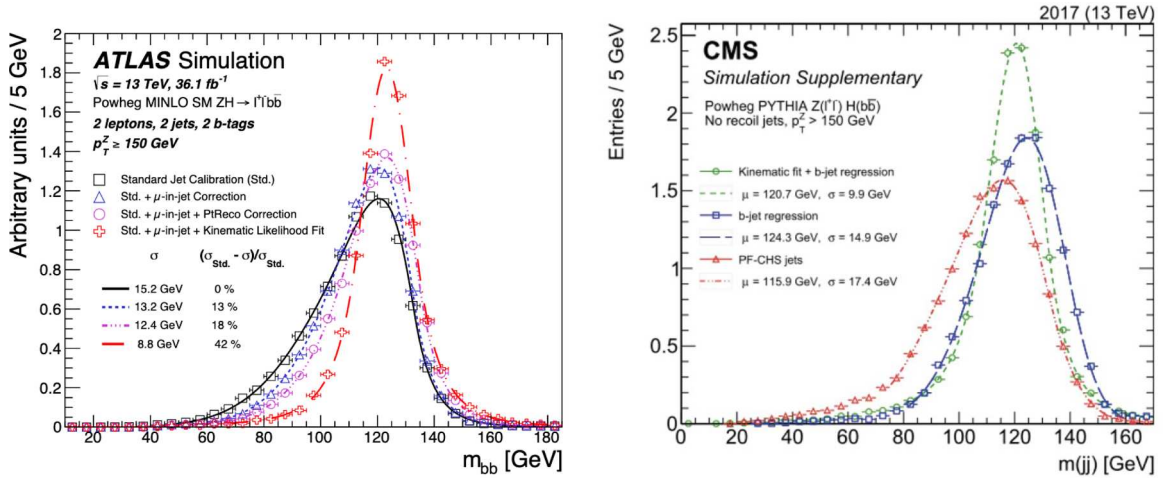 ATLAS Simulation
√s = 13 TeV, 36.1 fb⁻¹
Powheg MINLO SM ZH → l⁺l⁻bb̄
2 leptons, 2 jets, 2 b-tags
p_T^Z ≥ 150 GeV
Standard Jet Calibration (Std.)
Std. + μ-in-jet Correction
Std. + μ-in-jet + PtReco Correction
Std. + μ-in-jet + Kinematic Likelihood Fit
σ (σ_Std. - σ)/σ_Std.
15.2 GeV 0 %
13.2 GeV 13 %
12.4 GeV 18 %
8.8 GeV 42 %
Arbitrary units / 5 GeV
2
1.8
1.6
1.4
1.2
1
0.8
0.6
0.4
0.2
0
20 40 60 80 100 120 140 160 180
m_bb [GeV]
2017 (13 TeV)
CMS
Simulation Supplementary
Powheg PYTHIA Z(l⁺l⁻) H(bb̄)
No recoil jets, p_T^Z > 150 GeV
Kinematic fit + b-jet regression
μ = 120.7 GeV, σ = 9.9 GeV
b-jet regression
μ = 124.3 GeV, σ = 14.9 GeV
PF-CHS jets
μ = 115.9 GeV, σ = 17.4 GeV
Entries / 5 GeV
2.5
2
1.5
1
0.5
0
0 20 40 60 80 100 120 140 160
m(jj) [GeV]